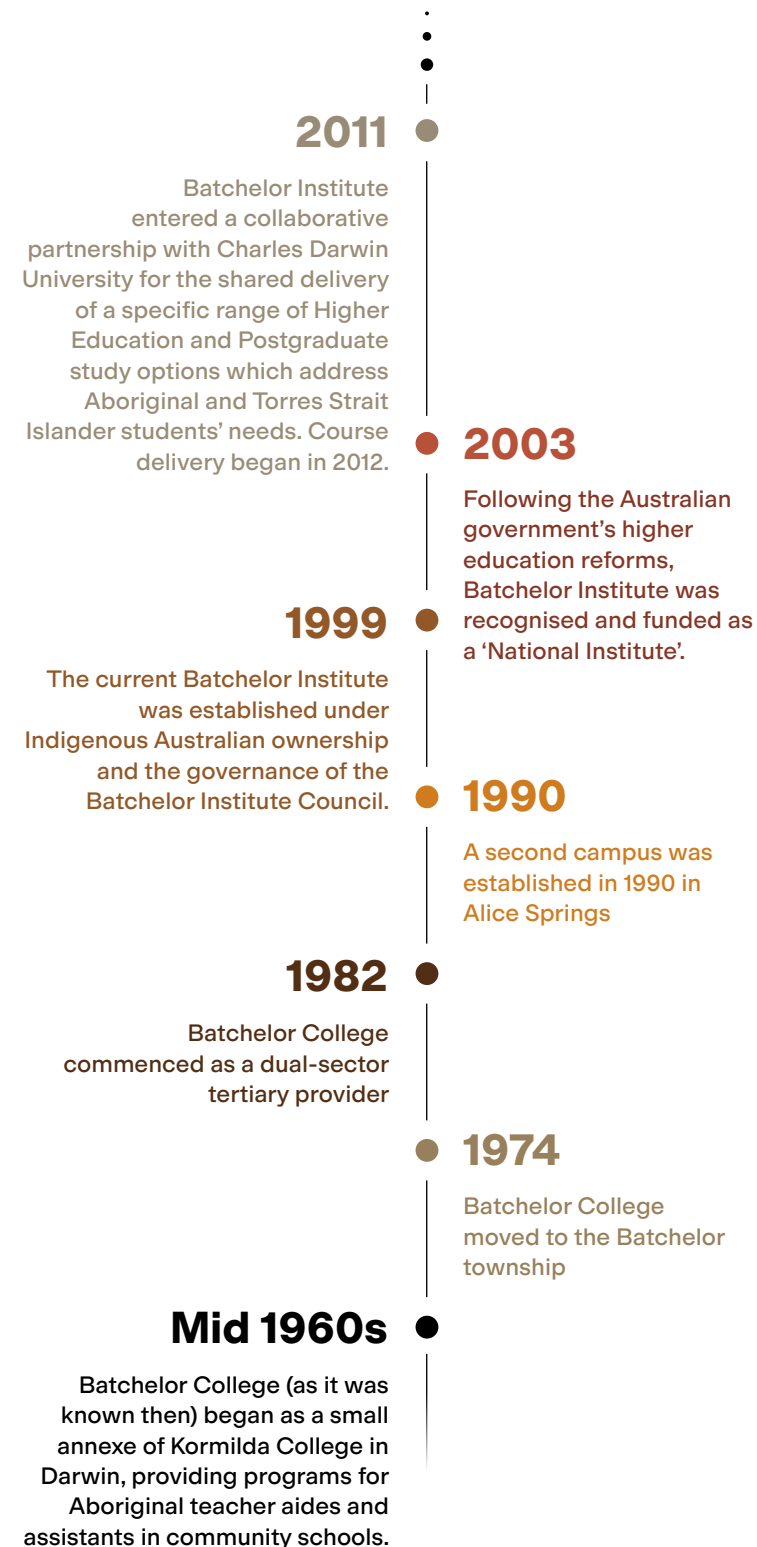 2011
Batchelor Institute
entered a collaborative
partnership with Charles Darwin
University for the shared delivery
of a specific range of Higher
Education and Postgraduate
study options which address
Aboriginal and Torres Strait
Islander students’ needs. Course
delivery began in 2012.
2003
Following the Australian
government’s higher
education reforms,
Batchelor Institute was
recognised and funded as
a ‘National Institute’.
1999
The current Batchelor Institute
was established under
Indigenous Australian ownership
and the governance of the
Batchelor Institute Council.
1990
A second campus was
established in 1990 in
Alice Springs
1982
Batchelor College
commenced as a dual-sector
tertiary provider
1974
Batchelor College
moved to the Batchelor
township
Mid 1960s
Batchelor College (as it was
known then) began as a small
annexe of Kormilda College in
Darwin, providing programs for
Aboriginal teacher aides and
assistants in community schools.